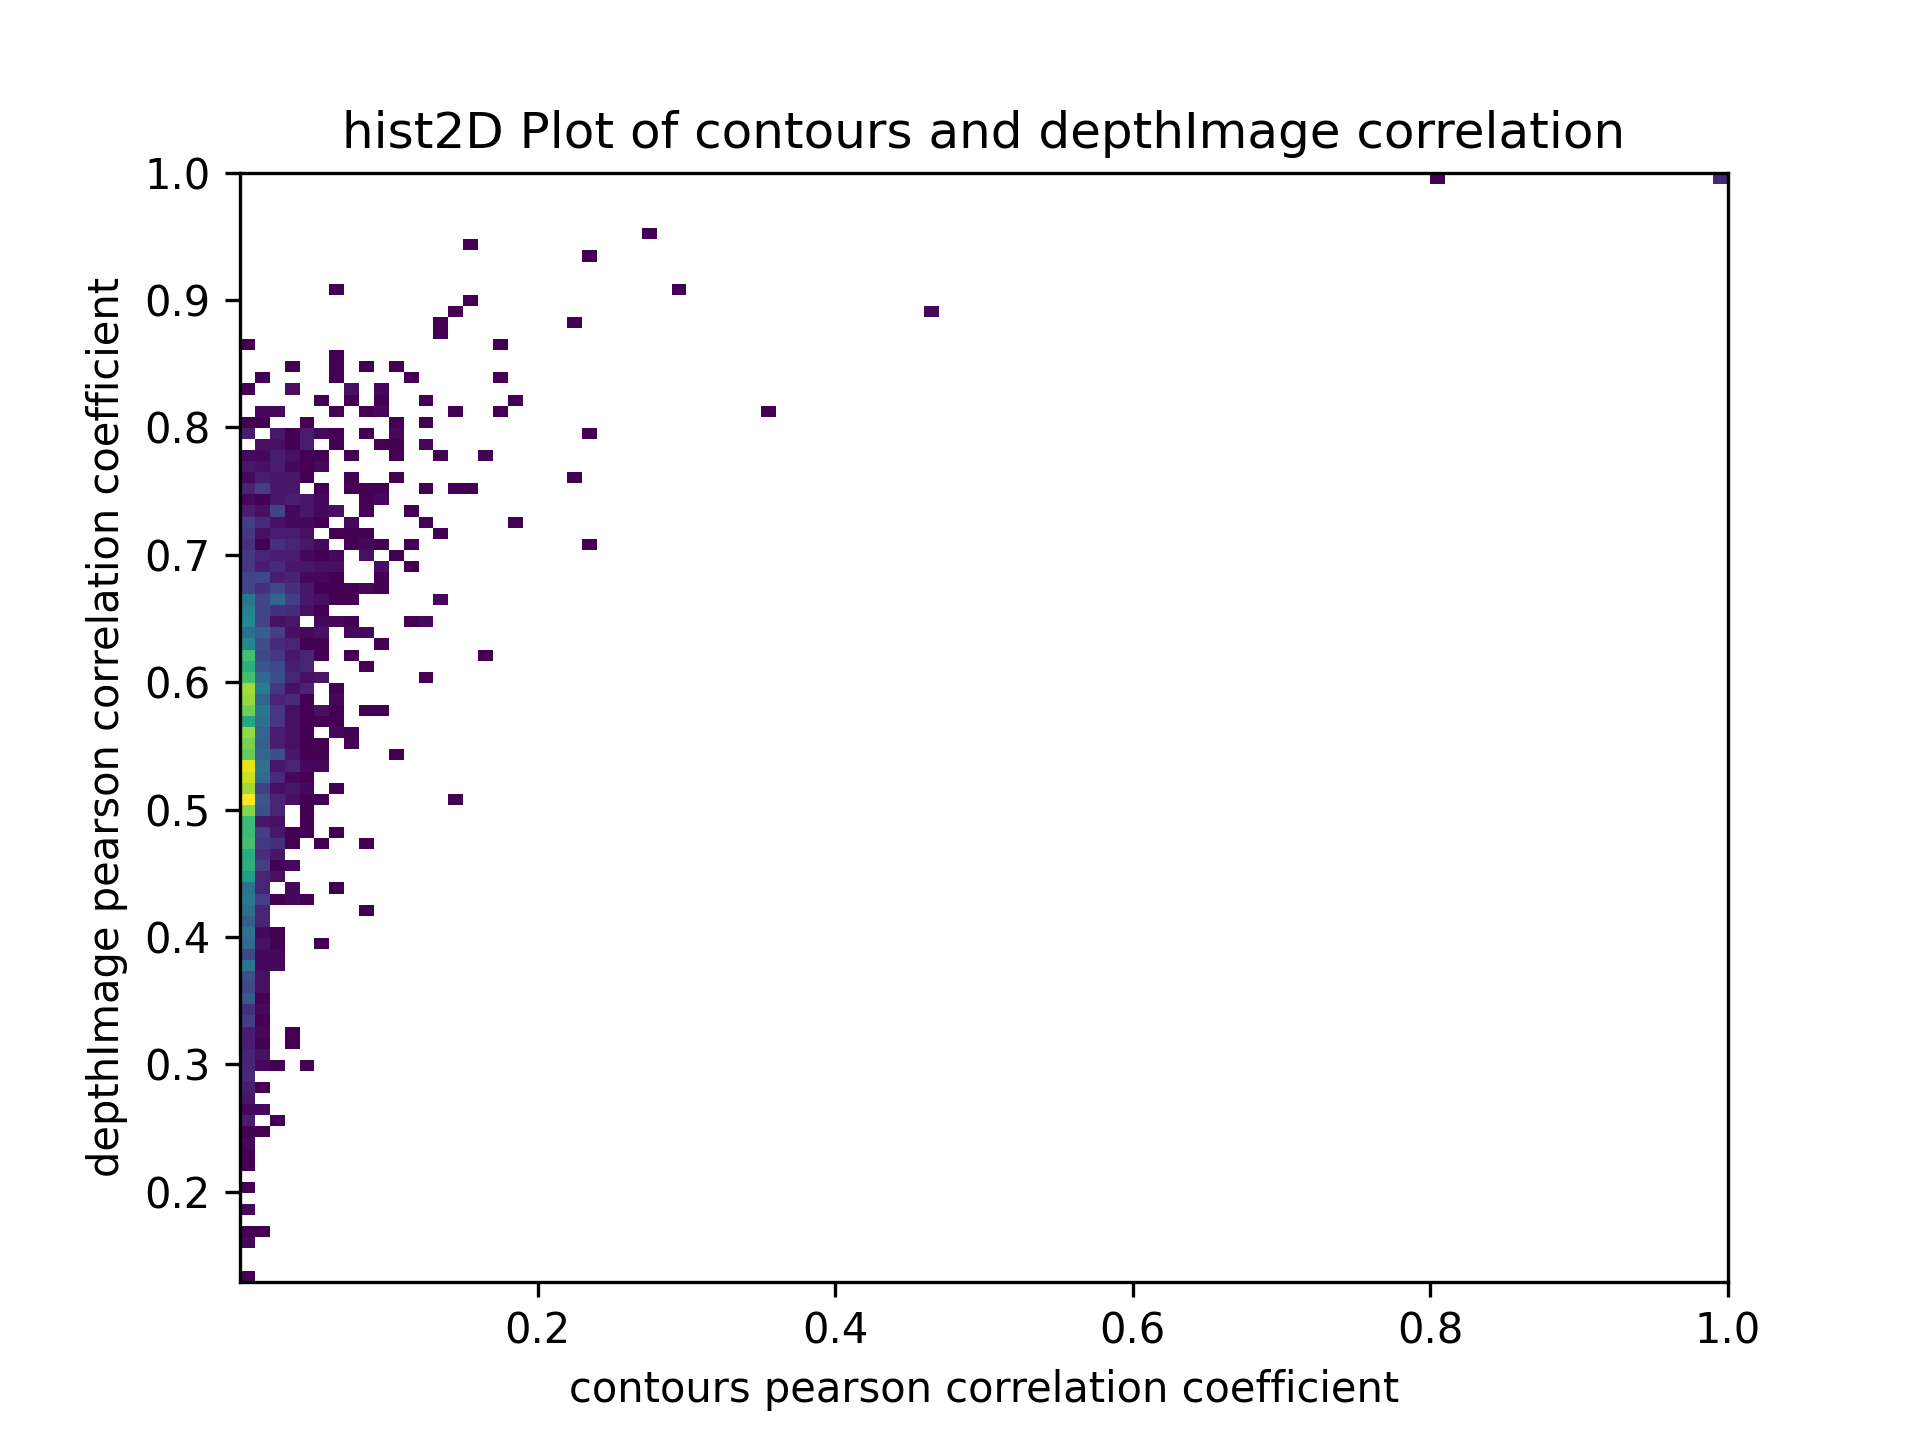 hist2D Plot of contours and depthImage correlation
1.0
0.9
0.8
0.7
0.6
0.5
0.4
0.3
0.2
depthImage pearson correlation coefficient
0.2 0.4 0.6 0.8 1.0
contours pearson correlation coefficient